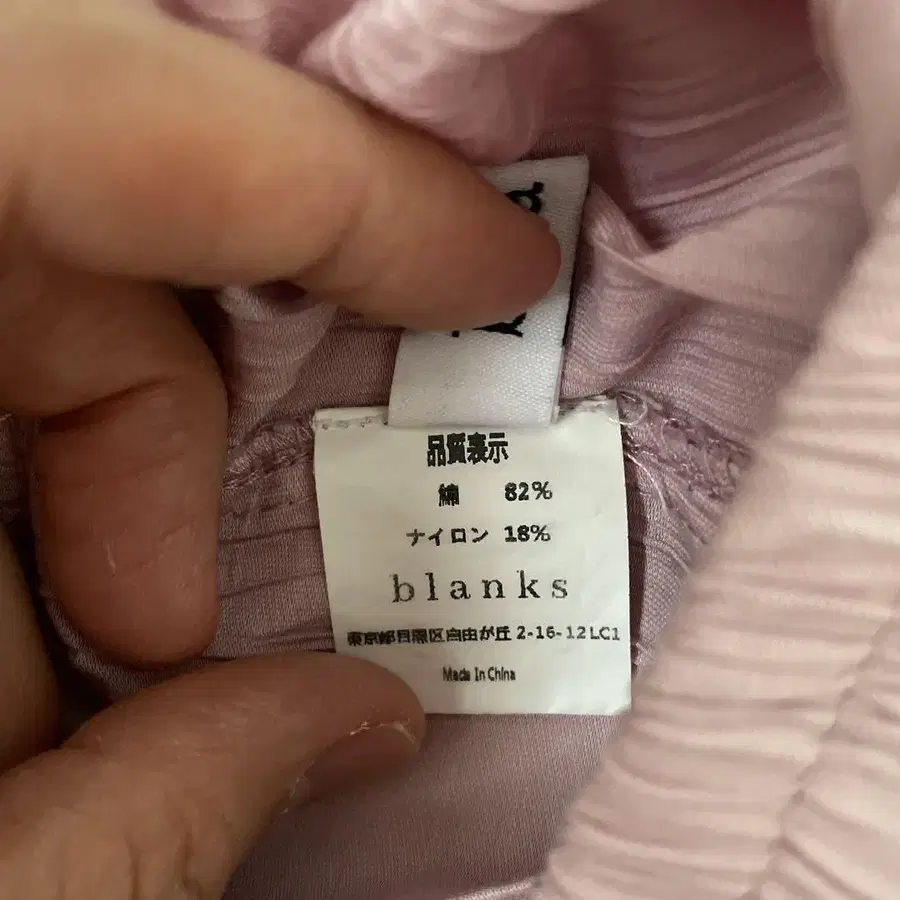 品質表示
綿 82%
ナイロン 18%
blanks
東京都目黒区自由が丘 2-16-12 LC1
Made In China